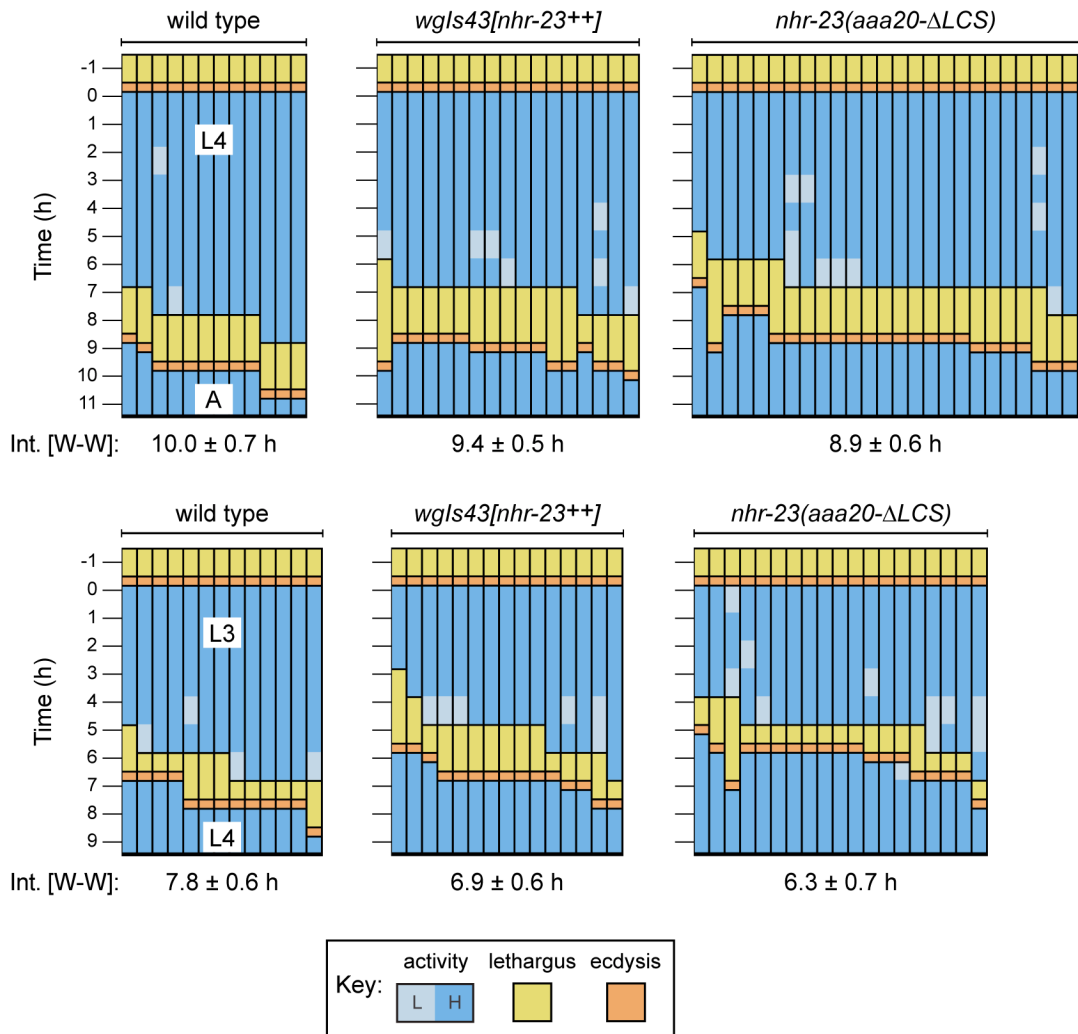 wild type
wgIs43[nhr-23++]
nhr-23(aaa20-ΔLCS)
-1
0
1
2
3
4
5
6
7
8
9
10
11
Time (h)
L4
A
Int. [W-W]: 10.0 ± 0.7 h 9.4 ± 0.5 h 8.9 ± 0.6 h
wild type
wgIs43[nhr-23++]
nhr-23(aaa20-ΔLCS)
-1
0
1
2
3
4
5
6
7
8
9
Time (h)
L3
L4
Int. [W-W]: 7.8 ± 0.6 h 6.9 ± 0.6 h 6.3 ± 0.7 h
activity lethargus ecdysis
Key: L H